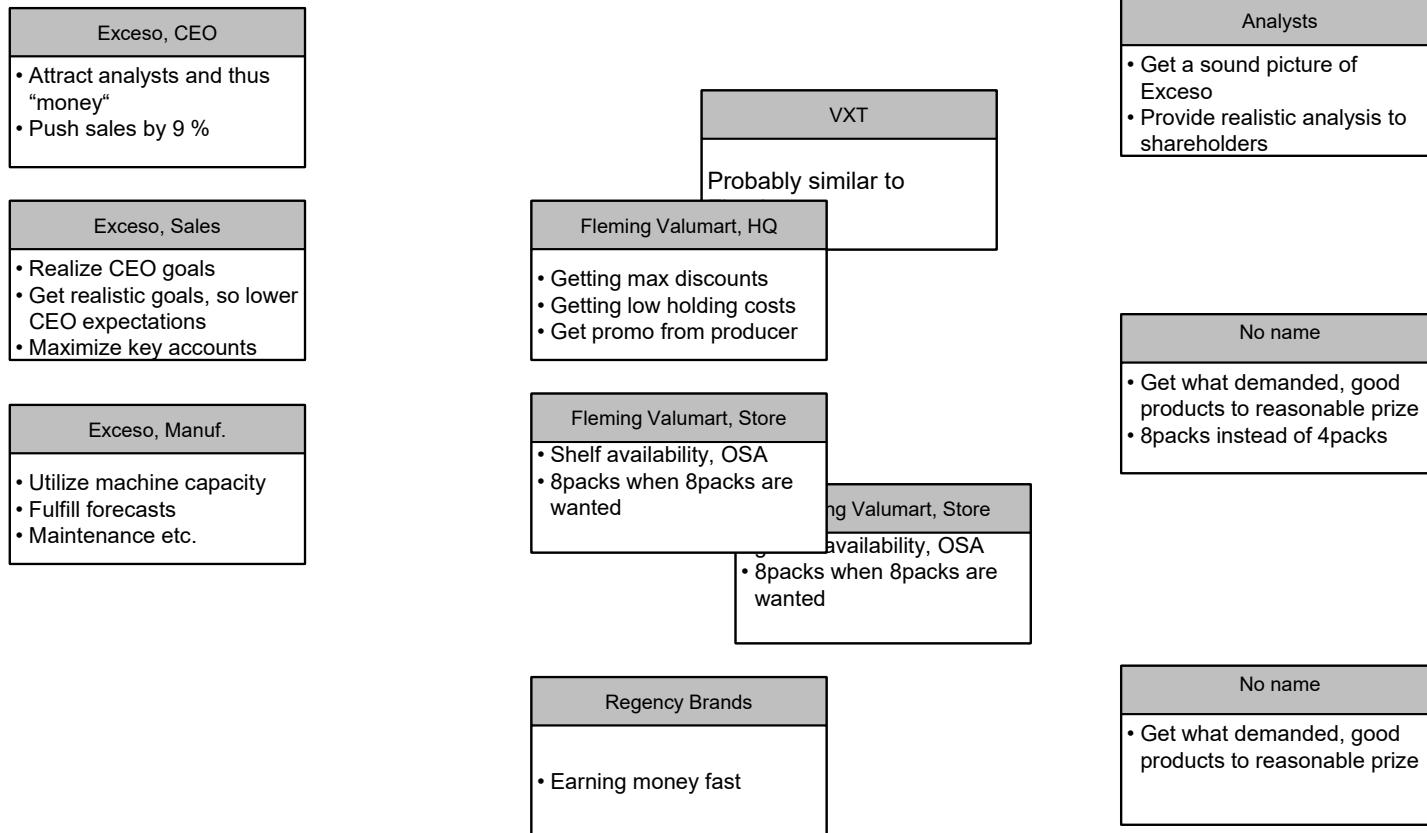 Exceso, CEO
• Attract analysts and thus
“money“
• Push sales by 9 %
Exceso, Sales
• Realize CEO goals
• Get realistic goals, so lower
CEO expectations
• Maximize key accounts
Exceso, Manuf.
• Utilize machine capacity
• Fulfill forecasts
• Maintenance etc.
VXT
Probably similar to
Fleming Valumart, HQ
• Getting max discounts
• Getting low holding costs
• Get promo from producer
Fleming Valumart, Store
• Shelf availability, OSA
• 8packs when 8packs are
wanted
ng Valumart, Store
availability, OSA
• 8packs when 8packs are
wanted
Regency Brands
• Earning money fast
Analysts
• Get a sound picture of
Exceso
• Provide realistic analysis to
shareholders
No name
• Get what demanded, good
products to reasonable prize
• 8packs instead of 4packs
No name
• Get what demanded, good
products to reasonable prize